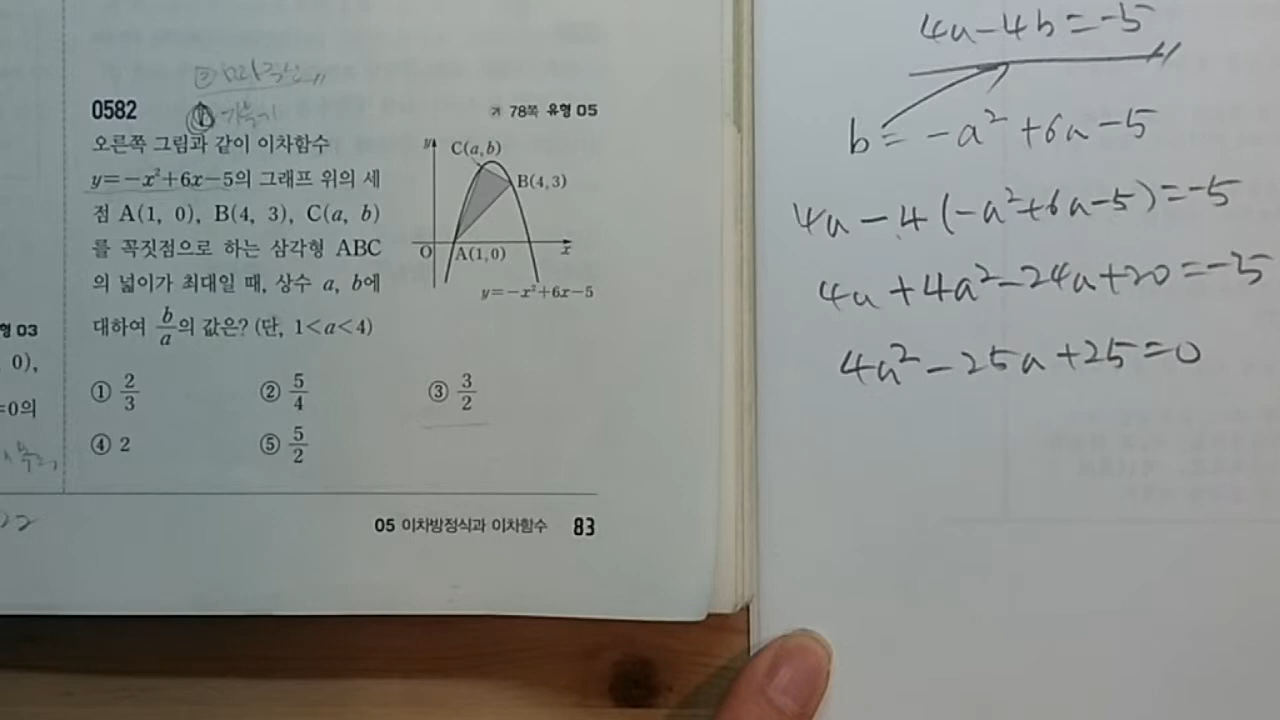 0582
78쪽 유형 05
오른쪽 그림과 같이 이차함수
y=-x²+6x-5의 그래프 위의 세
점 A(1, 0), B(4, 3), C(a, b)
를 꼭짓점으로 하는 삼각형 ABC
의 넓이가 최대일 때, 상수 a, b에
대하여 b/a의 값은? (단, 1<a<4)
y
C(a, b)
B(4, 3)
O
A(1, 0)
x
y=-x²+6x-5
① 2/3
② 5/4
③ 3/2
④ 2
⑤ 5/2
05 이차방정식과 이차함수 83
형 03
0),
=0의
4a-4b=-5
b=-a²+6a-5
4a-4(-a²+6a-5)=-5
4a+4a²-24a+20=-5
4a²-25a+25=0